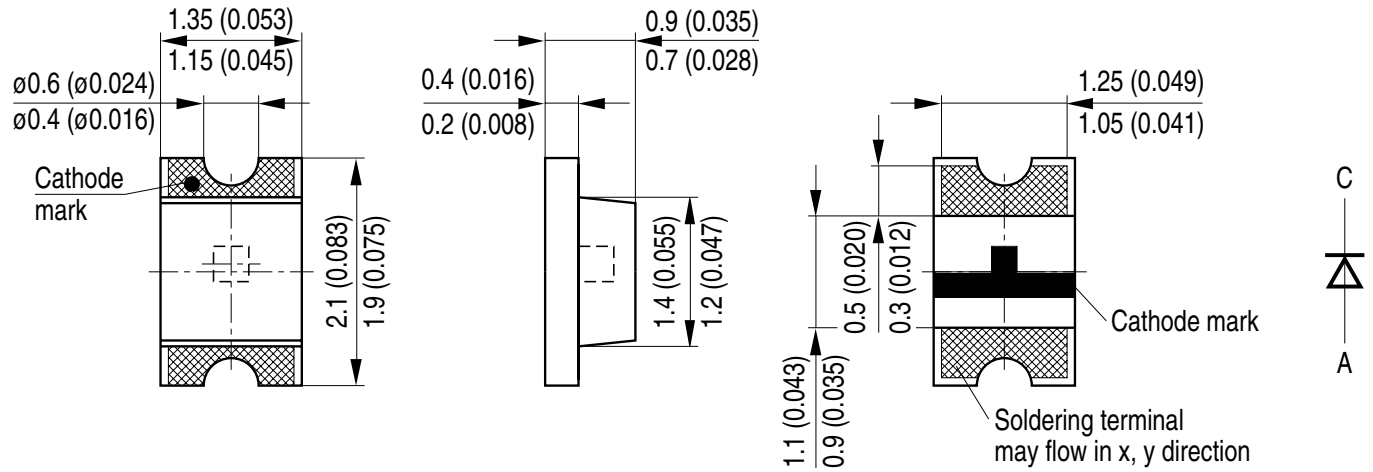 1.35 (0.053)
1.15 (0.045)
ø0.6 (ø0.024)
ø0.4 (ø0.016)
Cathode
mark
2.1 (0.083)
1.9 (0.075)
0.9 (0.035)
0.7 (0.028)
0.4 (0.016)
0.2 (0.008)
1.4 (0.055)
1.2 (0.047)
1.25 (0.049)
1.05 (0.041)
0.5 (0.020)
0.3 (0.012)
1.1 (0.043)
0.9 (0.035)
Cathode mark
Soldering terminal
may flow in x, y direction
C
A